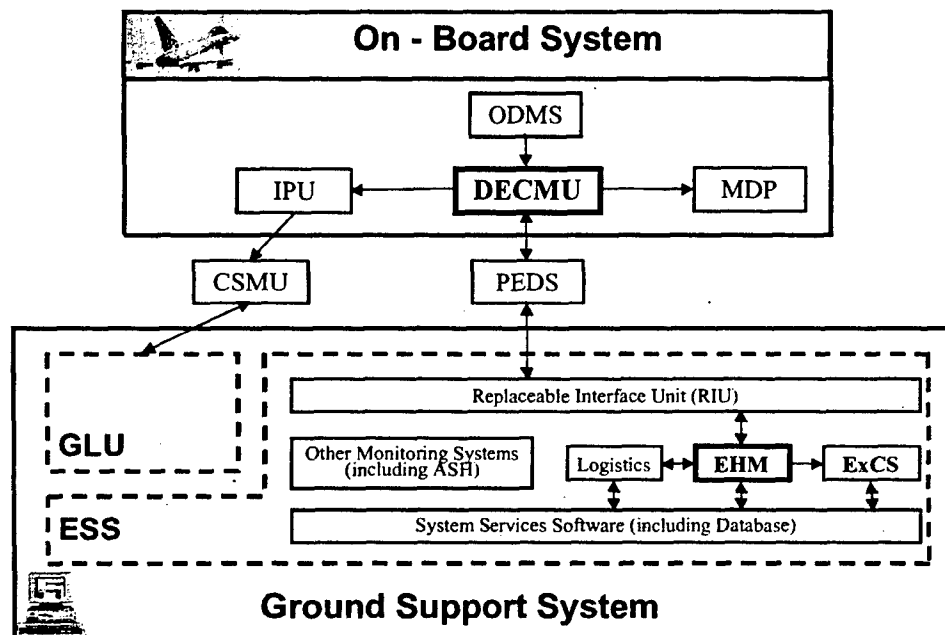 On - Board System
ODMS
IPU
DECMU
MDP
CSMU
PEDS
Replaceable Interface Unit (RIU)
GLU
Other Monitoring Systems
(including ASH)
Logistics
EHM
ExCS
ESS
System Services Software (including Database)
Ground Support System